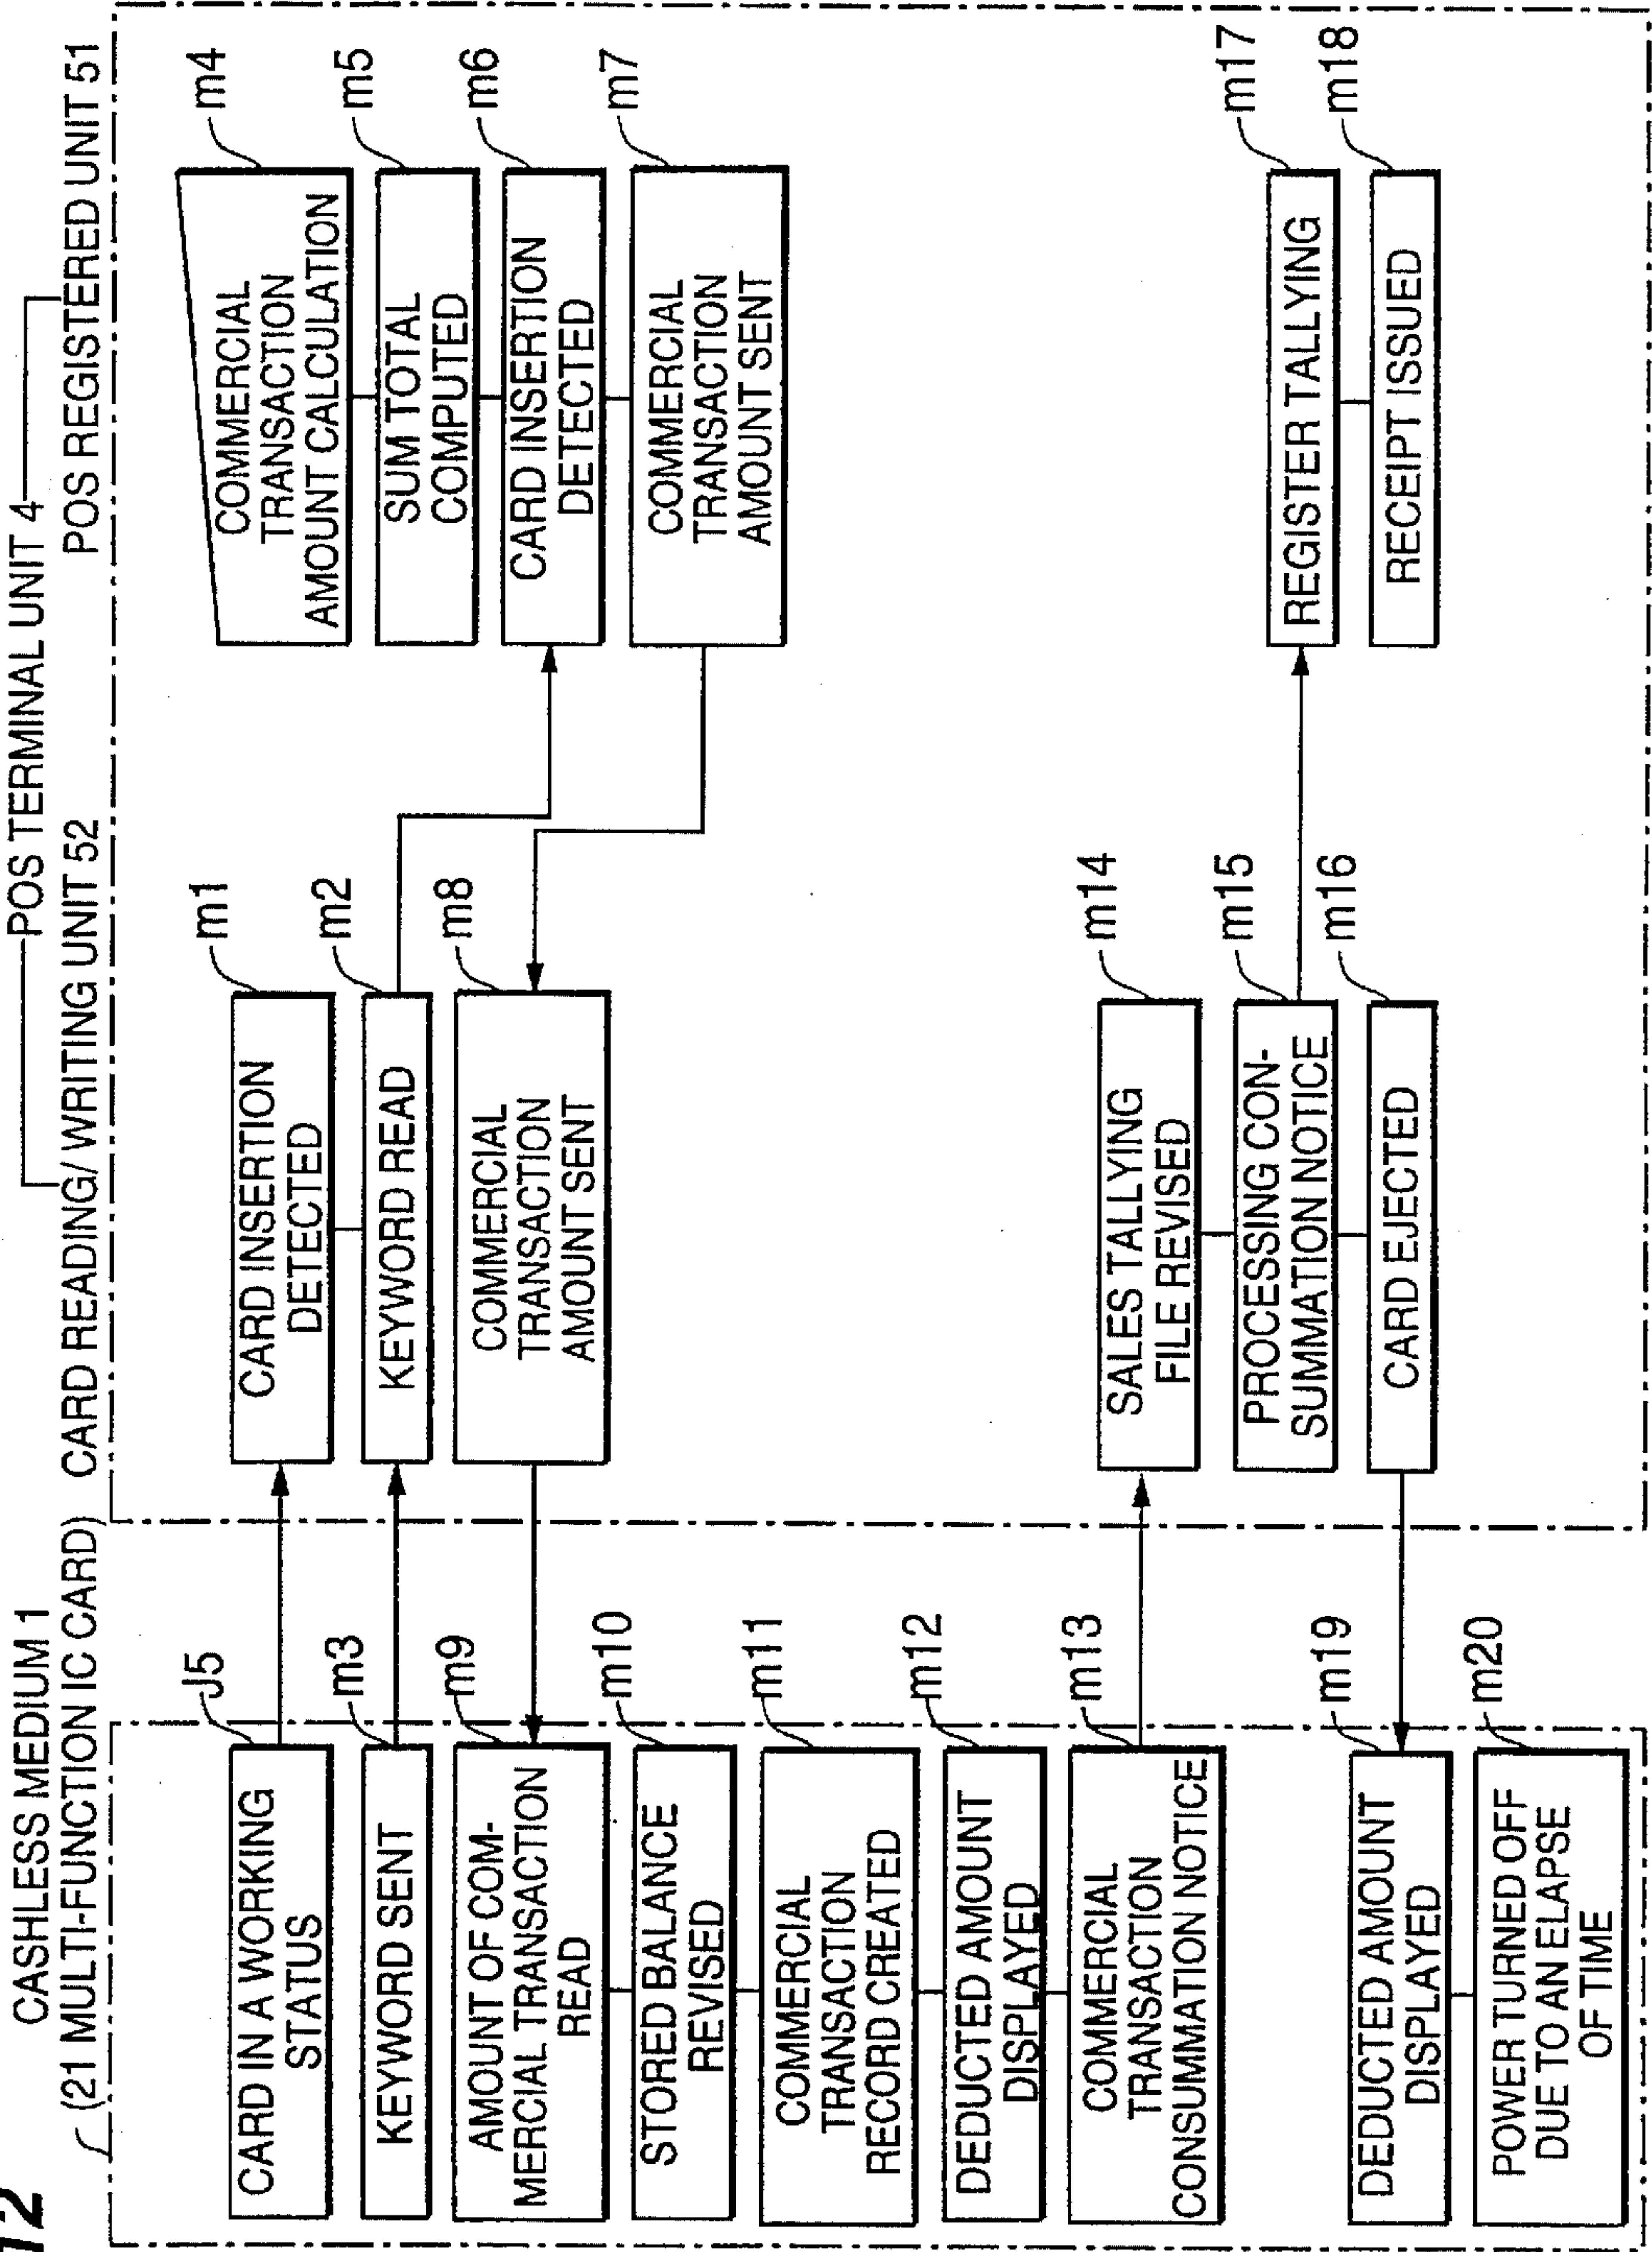 12
CASHLESS MEDIUM 1
(21 MULTI-FUNCTION IC CARD)
POS TERMINAL UNIT 4
CARD READING/WRITING UNIT 52
POS REGISTERED UNIT 51
J5
CARD IN A WORKING
STATUS
m3
KEYWORD SENT
m9
AMOUNT OF COM-
MERCIAL TRANSACTION
READ
m10
STORED BALANCE
REVISED
m11
COMMERCIAL
TRANSACTION
RECORD CREATED
m12
DEDUCTED AMOUNT
DISPLAYED
m13
COMMERCIAL
TRANSACTION
CONSUMMATION NOTICE
m19
DEDUCTED AMOUNT
DISPLAYED
m20
POWER TURNED OFF
DUE TO AN ELAPSE
OF TIME
m1
CARD INSERTION
DETECTED
m2
KEYWORD READ
m8
COMMERCIAL
TRANSACTION
AMOUNT SENT
m14
SALES TALLYING
FILE REVISED
m15
PROCESSING CON-
SUMMATION NOTICE
m16
CARD EJECTED
m4
COMMERCIAL
TRANSACTION
AMOUNT CALCULATION
m5
SUM TOTAL
COMPUTED
m6
CARD INSERTION
DETECTED
m7
COMMERCIAL
TRANSACTION
AMOUNT SENT
m17
REGISTER TALLYING
m18
RECEIPT ISSUED